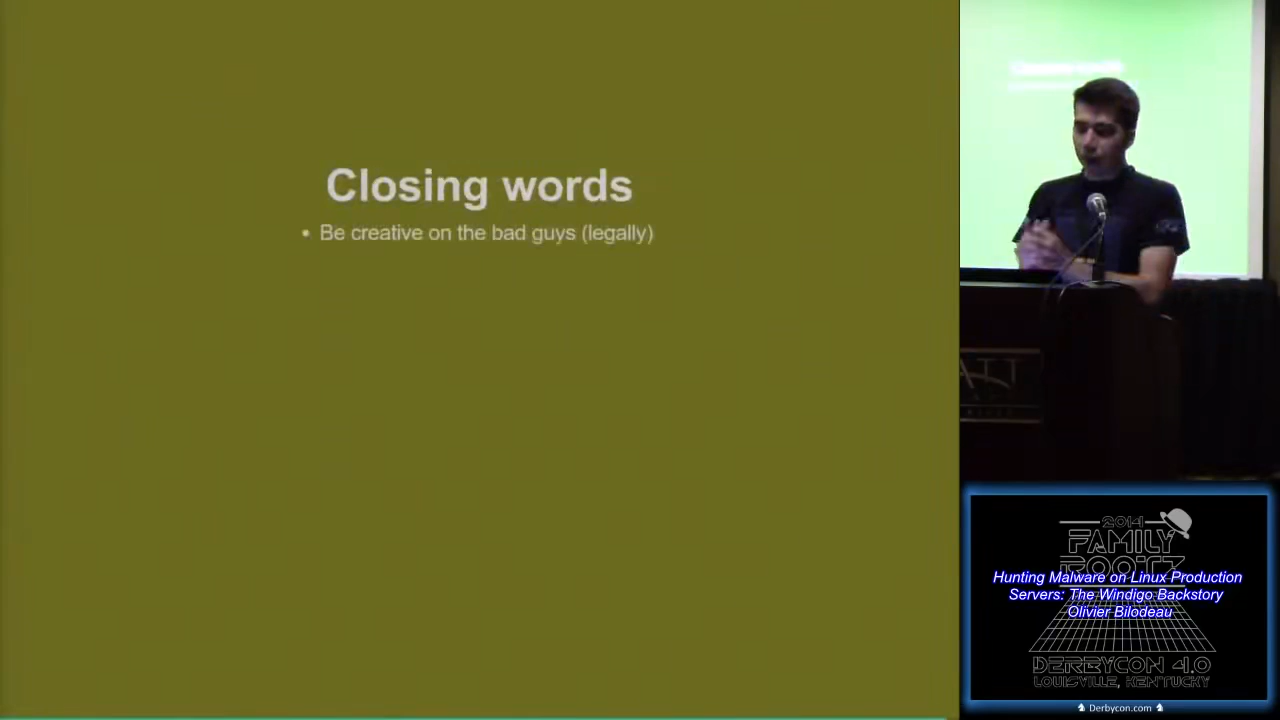 Closing words
• Be creative on the bad guys (legally)
2014
FAMILY
ROOTZ
Hunting Malware on Linux Production
Servers: The Windigo Backstory
Olivier Bilodeau
DERBYCON 4.0
LOUISVILLE, KENTUCKY
Derbycon.com